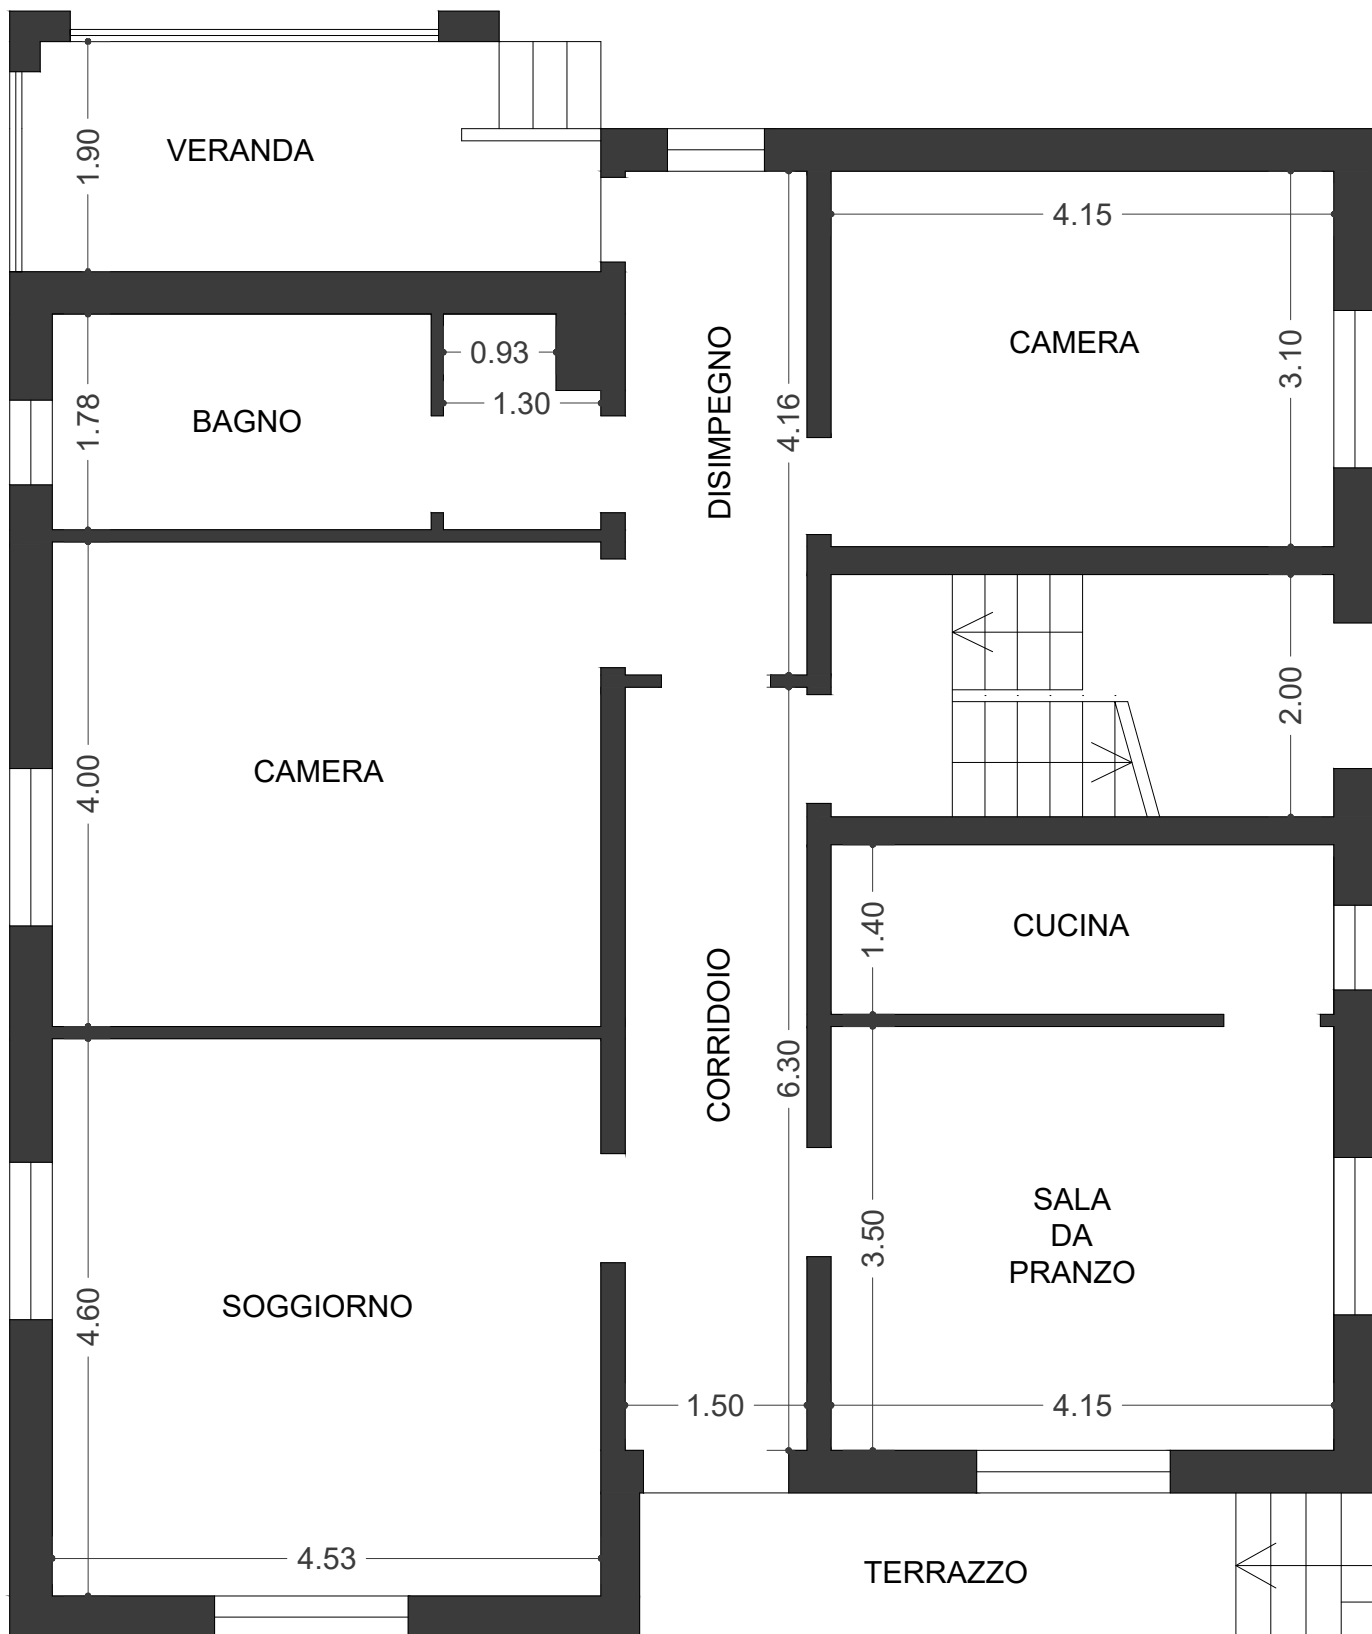 VERANDA
1.90
4.15
CAMERA
3.10
0.93
1.30
BAGNO
1.78
DISIMPEGNO
4.16
CAMERA
4.00
2.00
CUCINA
1.40
CORRIDOIO
6.30
SALA
DA
PRANZO
3.50
SOGGIORNO
4.60
1.50
4.15
4.53
TERRAZZO